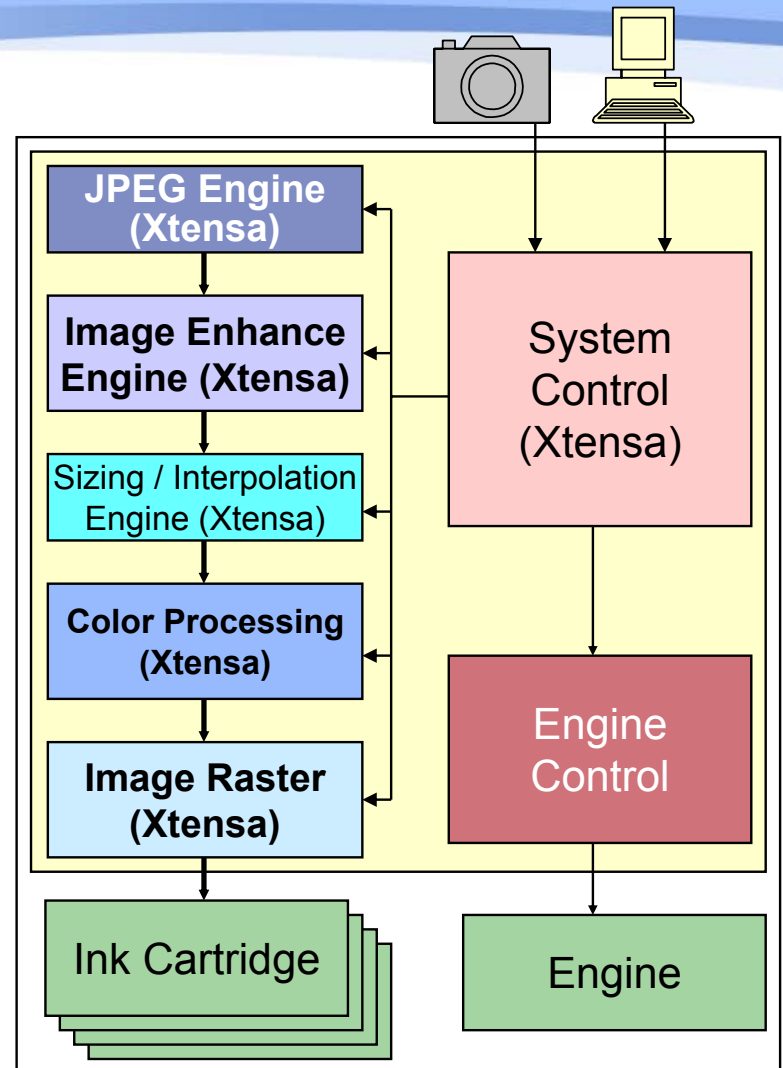 JPEG Engine
(Xtensa)
Image Enhance
Engine (Xtensa)
Sizing / Interpolation
Engine (Xtensa)
Color Processing
(Xtensa)
Image Raster
(Xtensa)
Ink Cartridge
System
Control
(Xtensa)
Engine
Control
Engine